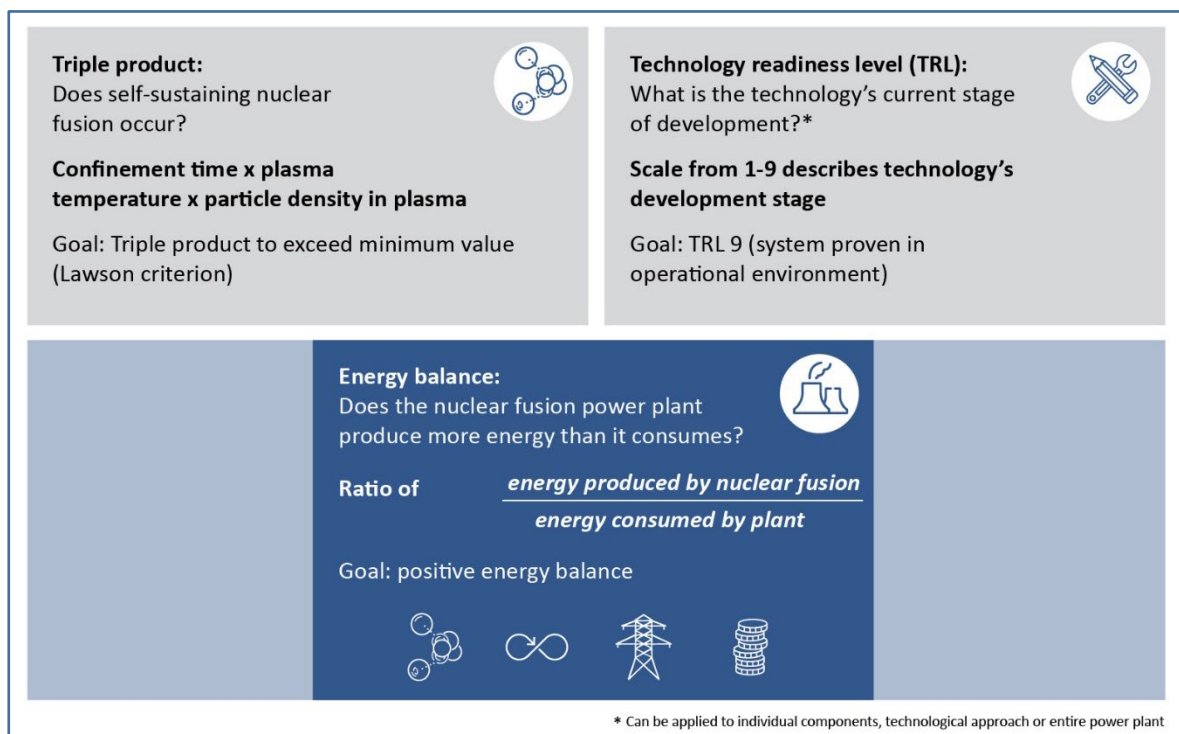 Triple product:
Does self-sustaining nuclear
fusion occur?
Confinement time x plasma
temperature x particle density in plasma
Goal: Triple product to exceed minimum value
(Lawson criterion)
Technology readiness level (TRL):
What is the technology's current stage
of development?*
Scale from 1-9 describes technology's
development stage
Goal: TRL 9 (system proven in
operational environment)
Energy balance:
Does the nuclear fusion power plant
produce more energy than it consumes?
Ratio of
energy produced by nuclear fusion
energy consumed by plant
Goal: positive energy balance
* Can be applied to individual components, technological approach or entire power plant